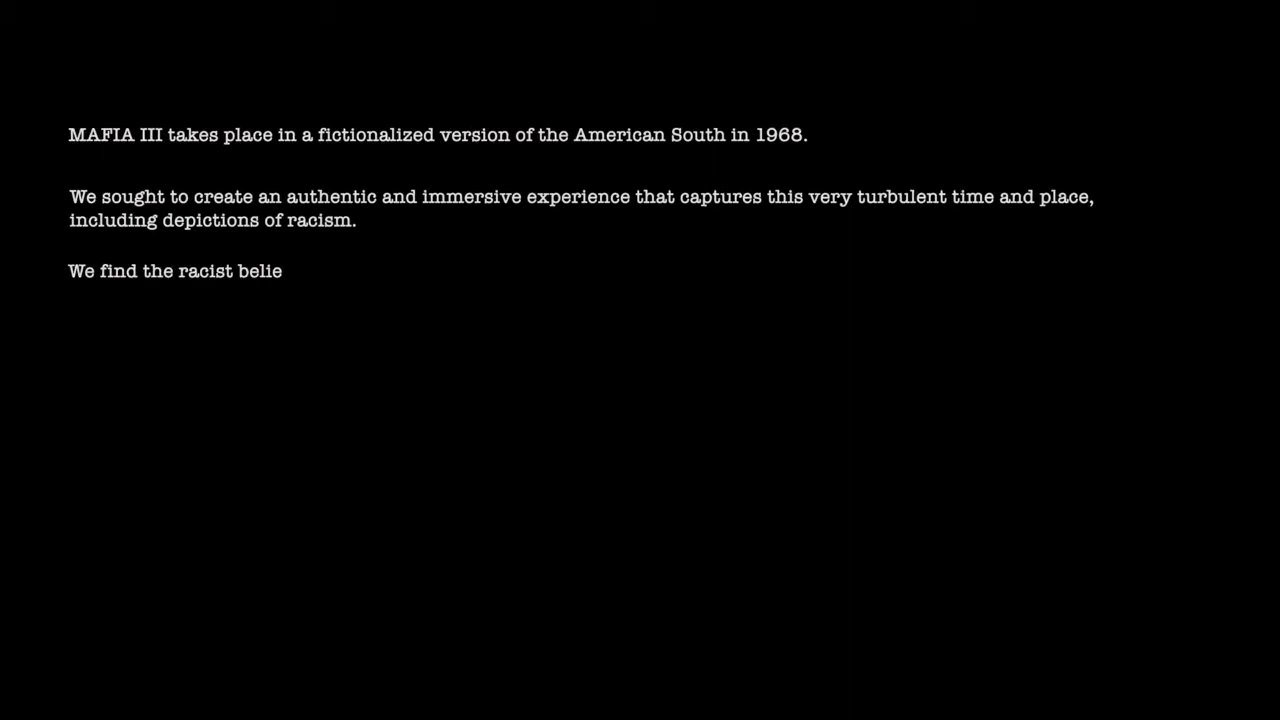 MAFIA III takes place in a fictionalized version of the American South in 1968.
We sought to create an authentic and immersive experience that captures this very turbulent time and place,
including depictions of racism.
We find the racist belie